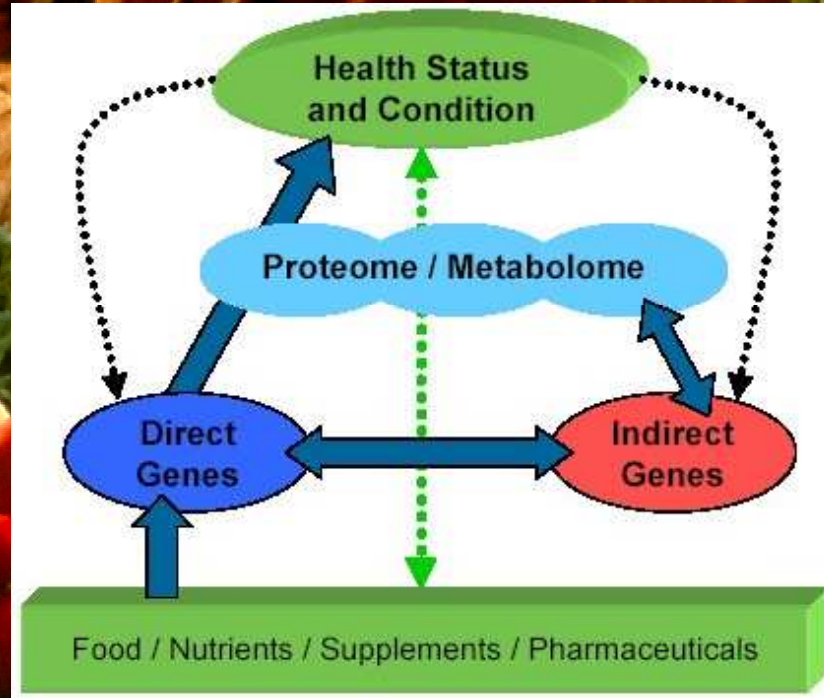 Health Status
and Condition
Proteome / Metabolome
Direct
Genes
Indirect
Genes
Food / Nutrients / Supplements / Pharmaceuticals